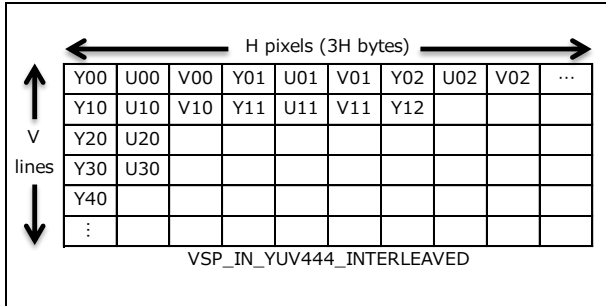 H pixels (3H bytes)
Y00 U00 V00 Y01 U01 V01 Y02 U02 V02 …
Y10 U10 V10 Y11 U11 V11 Y12
V
Y20 U20
lines
Y30 U30
Y40
⋮
VSP_IN_YUV444_INTERLEAVED